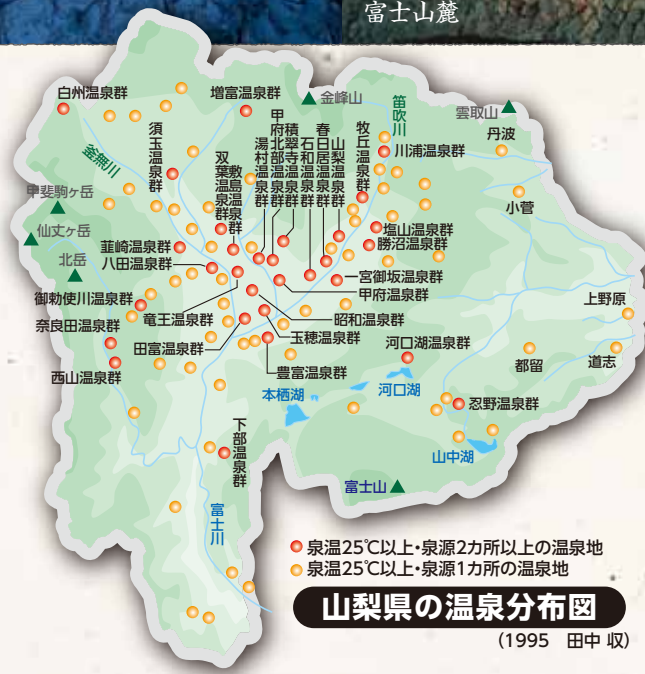 富士山麓
白州温泉群
増富温泉群
金峰山
笛吹川
雲取山
丹波
須玉温泉群
釜無川
双葉温泉群
敷島温泉群
湯村温泉群
甲府北部温泉群
積翠寺温泉群
石和温泉群
春日居温泉群
山梨温泉群
牧丘温泉群
川浦温泉群
小菅
甲斐駒ヶ岳
仙丈ヶ岳
北岳
韮崎温泉群
八田温泉群
塩山温泉群
勝沼温泉群
宮御坂温泉群
甲府温泉群
御勅使川温泉群
竜王温泉群
昭和温泉群
上野原
奈良田温泉群
田富温泉群
玉穂温泉群
河口湖温泉群
西山温泉群
豊富温泉群
都留
道志
本栖湖
河口湖
忍野温泉群
下部温泉群
山中湖
富士山
富士川
泉温25℃以上・泉源2カ所以上の温泉地
泉温25℃以上・泉源1カ所の温泉地
山梨県の温泉分布図
(1995 田中 収)